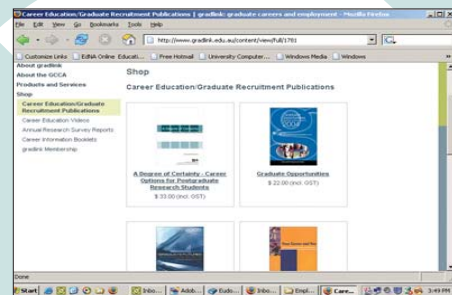 Career Education/Graduate Recruitment Publications | gradlink: graduate careers and employment - Mozilla Firefox
File Edit View Go Bookmarks Tools Help
http://www.gradlink.edu.au/content/view/full/1781
Customize Links EdNA Online Educati... Free Hotmail University Computer... Windows Media Windows
About gradlink
About the GCCA
Products and Services
Shop
Career Education/Graduate
Recruitment Publications
Career Education Videos
Annual Research Survey Reports
Career Information Booklets
gradlink Membership
Shop
Career Education/Graduate Recruitment Publications
A Degree of Certainty - Career
Options for Postgraduate
Research Students
$ 33.00 (incl. GST)
Graduate Opportunities
$ 22.00 (incl. GST)
Done
Start Inbo... Adob... Eudo... Inbo... Empl... Care... 3:49 PM